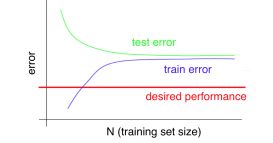 test error
error
train error
desired performance
N (training set size)